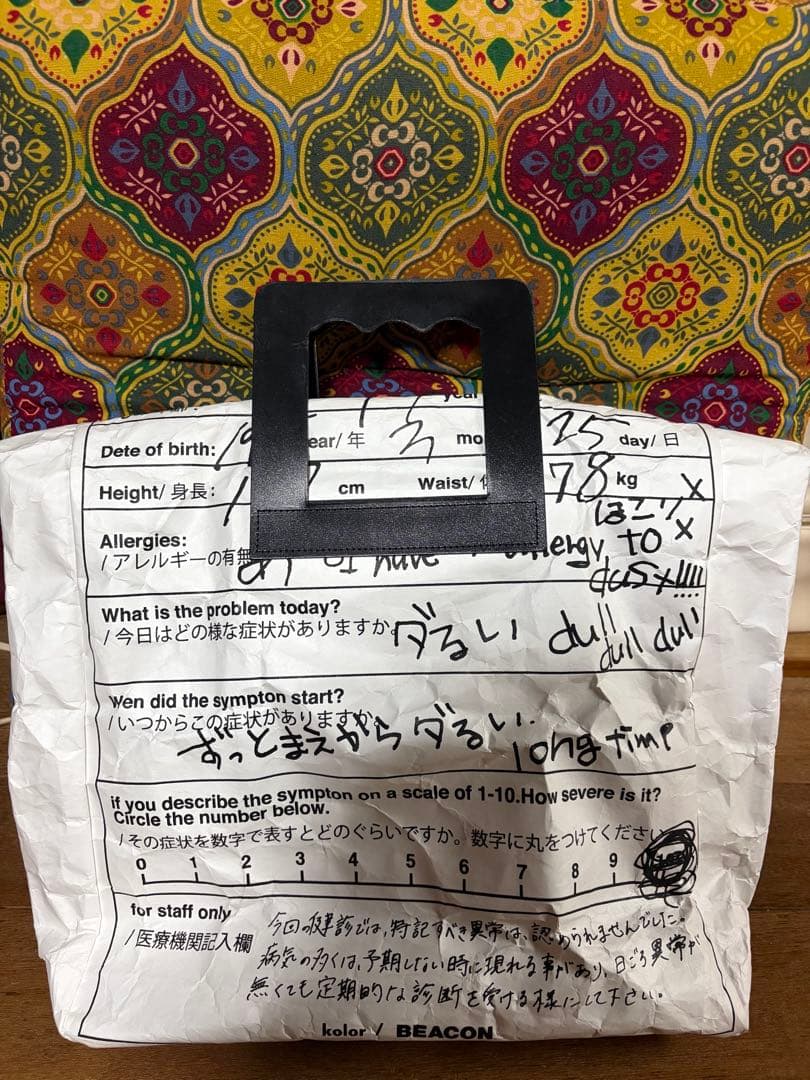 year
Dete of birth: 19 ear/ 年 3 mo 25 day/ 日
Height/ 身長: 1 cm Waist/ 78 kg
Allergies:
/ アレルギーの有無 ほこり
I have to
dust!!!!
What is the problem today?
/ 今日はどの様な症状がありますか ダるい dull
dull dull
wen did the sympton start?
/ いつからこの症状がありますか。
ずっとまえからダるい.
long time
if you describe the sympton on a scale of 1-10.How severe is it?
Circle the number below.
/ その症状を数字で表すとどのぐらいですか。数字に丸をつけてください
0 1 2 3 4 5 6 7 8 9
for staff only
/ 医療機関記入欄
今回の健診では、特記すべき異常は、認められませんでした。
病気の多くは、予期しない時に現れる事があり、日ごろ異常が
無くても定期的な診断を受ける様にして下さい。
kolor / BEACON